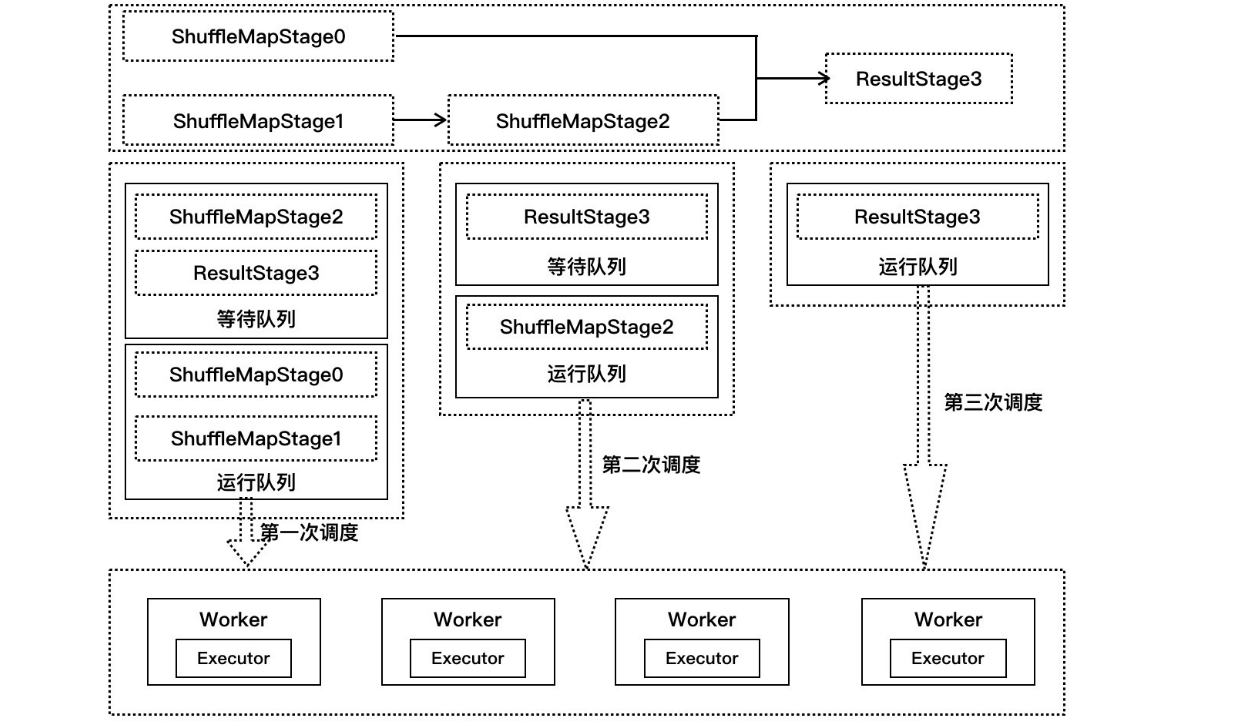 ShuffleMapStage0
ResultStage3
ShuffleMapStage1
ShuffleMapStage2
ShuffleMapStage2
ResultStage3
等待队列
ShuffleMapStage0
ShuffleMapStage1
运行队列
第一次调度
ResultStage3
等待队列
ShuffleMapStage2
运行队列
第二次调度
ResultStage3
运行队列
第三次调度
Worker
Executor
Worker
Executor
Worker
Executor
Worker
Executor